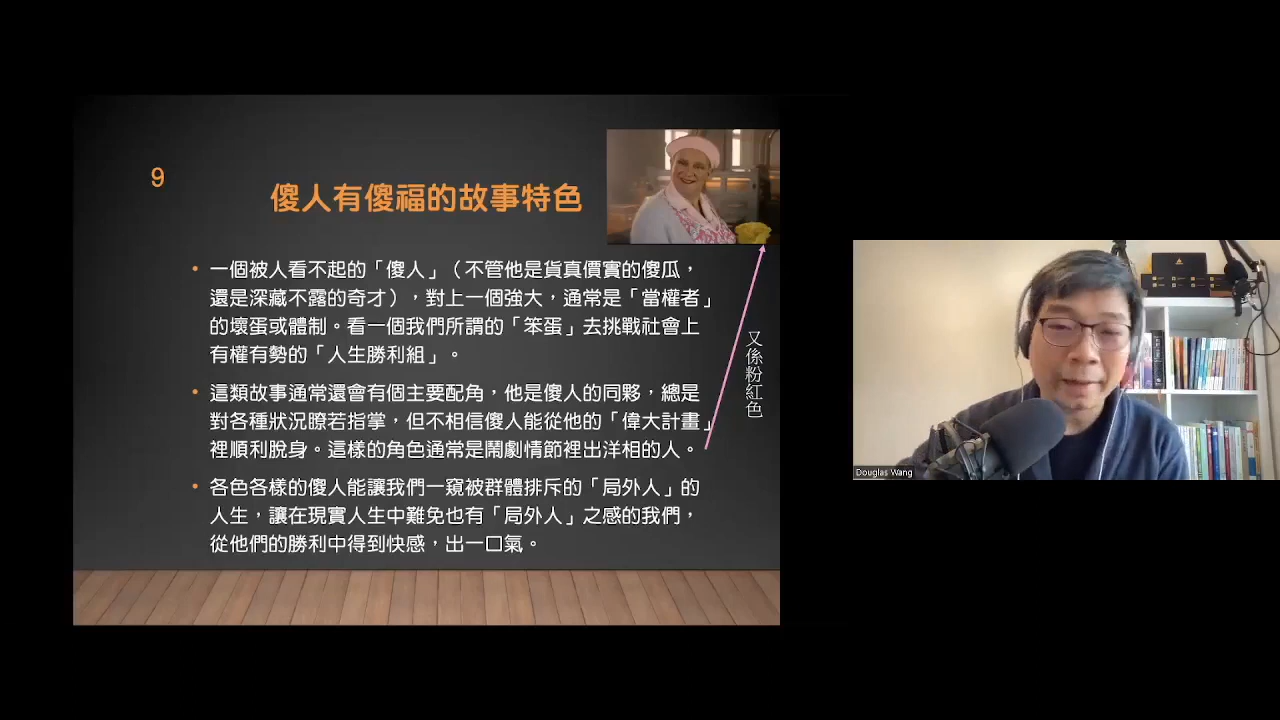 9
傻人有傻福的故事特色
• 一個被人看不起的「傻人」（不管他是貨真價實的傻瓜，
還是深藏不露的奇才），對上一個強大，通常是「當權者」
的壞蛋或體制。看一個我們所謂的「笨蛋」去挑戰社會上
有權有勢的「人生勝利組」。
• 這類故事通常還會有個主要配角，他是傻人的同夥，總是
對各種狀況瞭若指掌，但不相信傻人能從他的「偉大計畫」
裡順利脫身。這樣的角色通常是鬧劇情節裡出洋相的人。
• 各色各樣的傻人能讓我們一窺被群體排斥的「局外人」的
人生，讓在現實人生中難免也有「局外人」之感的我們，
從他們的勝利中得到快感，出一口氣。
又係粉紅色
Douglas Wang